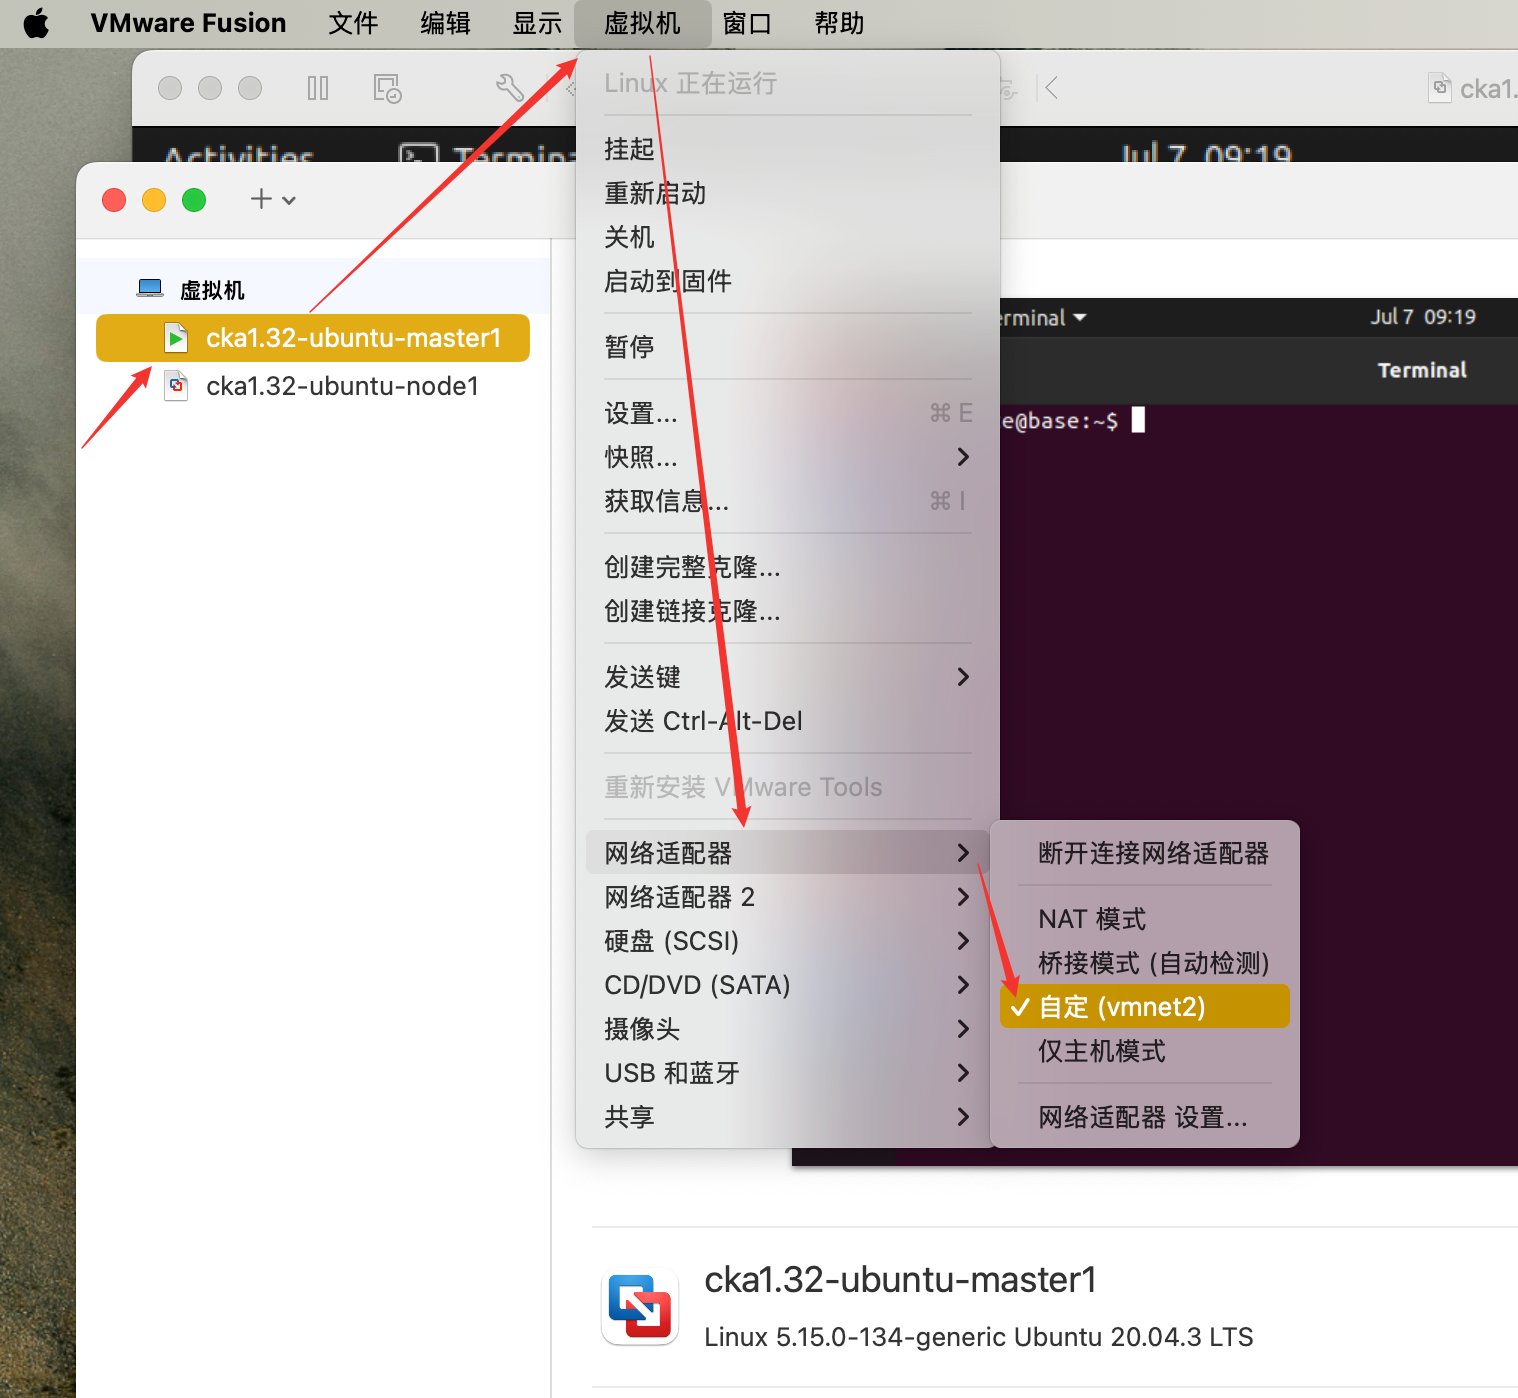 VMware Fusion 文件 编辑 显示 虚拟机 窗口 帮助
Linux 正在运行
cka1.
Activities
Jul 7 09:19
挂起
重新启动
关机
启动到固件
暂停
设置... ⌘ E
快照...
获取信息... ⌘ I
创建完整克隆...
创建链接克隆...
发送键
发送 Ctrl-Alt-Del
重新安装 VMware Tools
网络适配器
网络适配器 2
硬盘 (SCSI)
CD/DVD (SATA)
摄像头
USB 和蓝牙
共享
断开连接网络适配器
NAT 模式
桥接模式 (自动检测)
✓ 自定 (vmnet2)
仅主机模式
网络适配器 设置...
虚拟机
cka1.32-ubuntu-master1
cka1.32-ubuntu-node1
erminal Jul 7 09:19
Terminal
e@base:~$
cka1.32-ubuntu-master1
Linux 5.15.0-134-generic Ubuntu 20.04.3 LTS